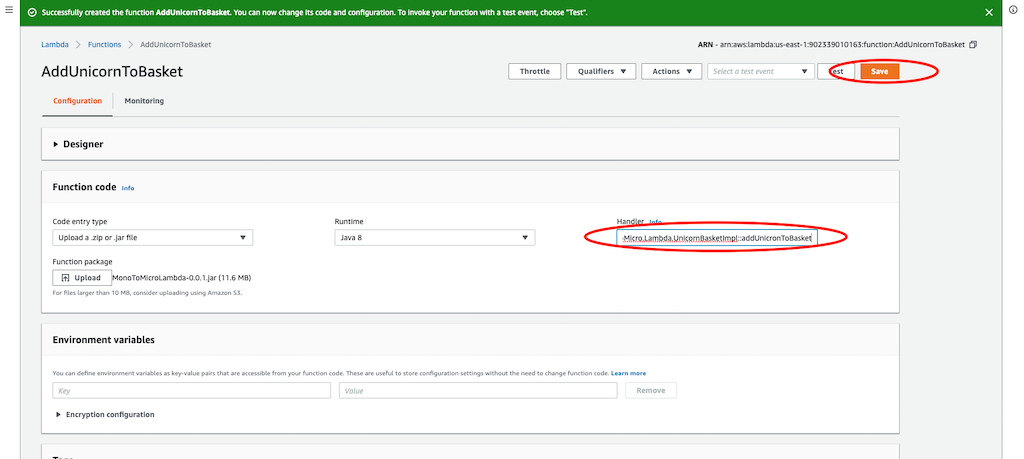 Successfully created the function AddUnicornToBasket. You can now change its code and configuration. To invoke your function with a test event, choose "Test".
Lambda > Functions > AddUnicornToBasket
ARN - arn:aws:lambda:us-east-1:902339010163:function:AddUnicornToBasket
AddUnicornToBasket
Throttle Qualifiers Actions Select a test event Save
Configuration Monitoring
Designer
Function code Info
Code entry type Runtime Handler Info
Upload a .zip or .jar file Java 8 Micro.Lambda.UnicornBasketImpl::addUnicronToBasket
Function package
Upload MonoToMicroLambda-0.0.1.jar (11.6 MB)
For files larger than 10 MB, consider uploading using Amazon S3.
Environment variables
You can define environment variables as key-value pairs that are accessible from your function code. These are useful to store configuration settings without the need to change function code. Learn more
Key Value Remove
Encryption configuration